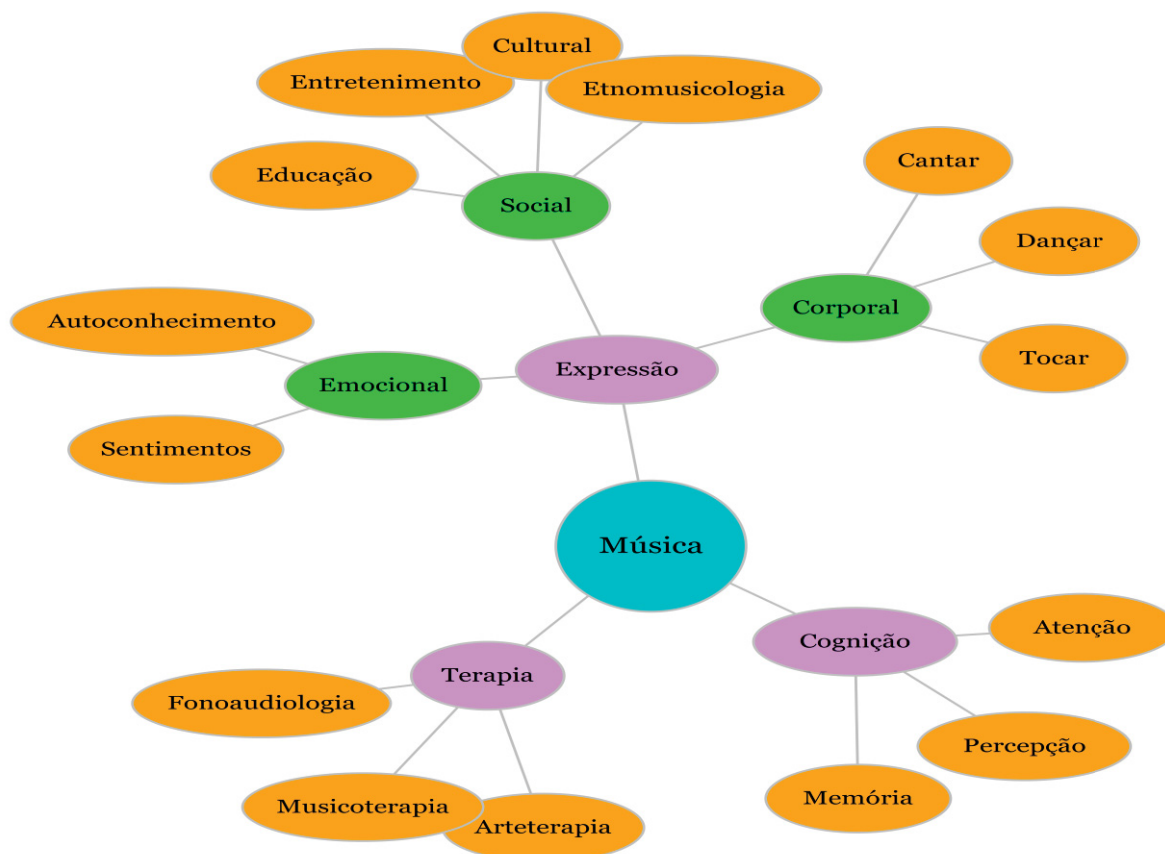 Cultural
Entretenimento
Etnomusicologia
Cantar
Educação
Social
Dançar
Corporal
Autoconhecimento
Tocar
Expressão
Emocional
Sentimentos
Música
Atenção
Cognição
Terapia
Fonoaudiologia
Percepção
Memória
Musicoterapia
Arteterapia